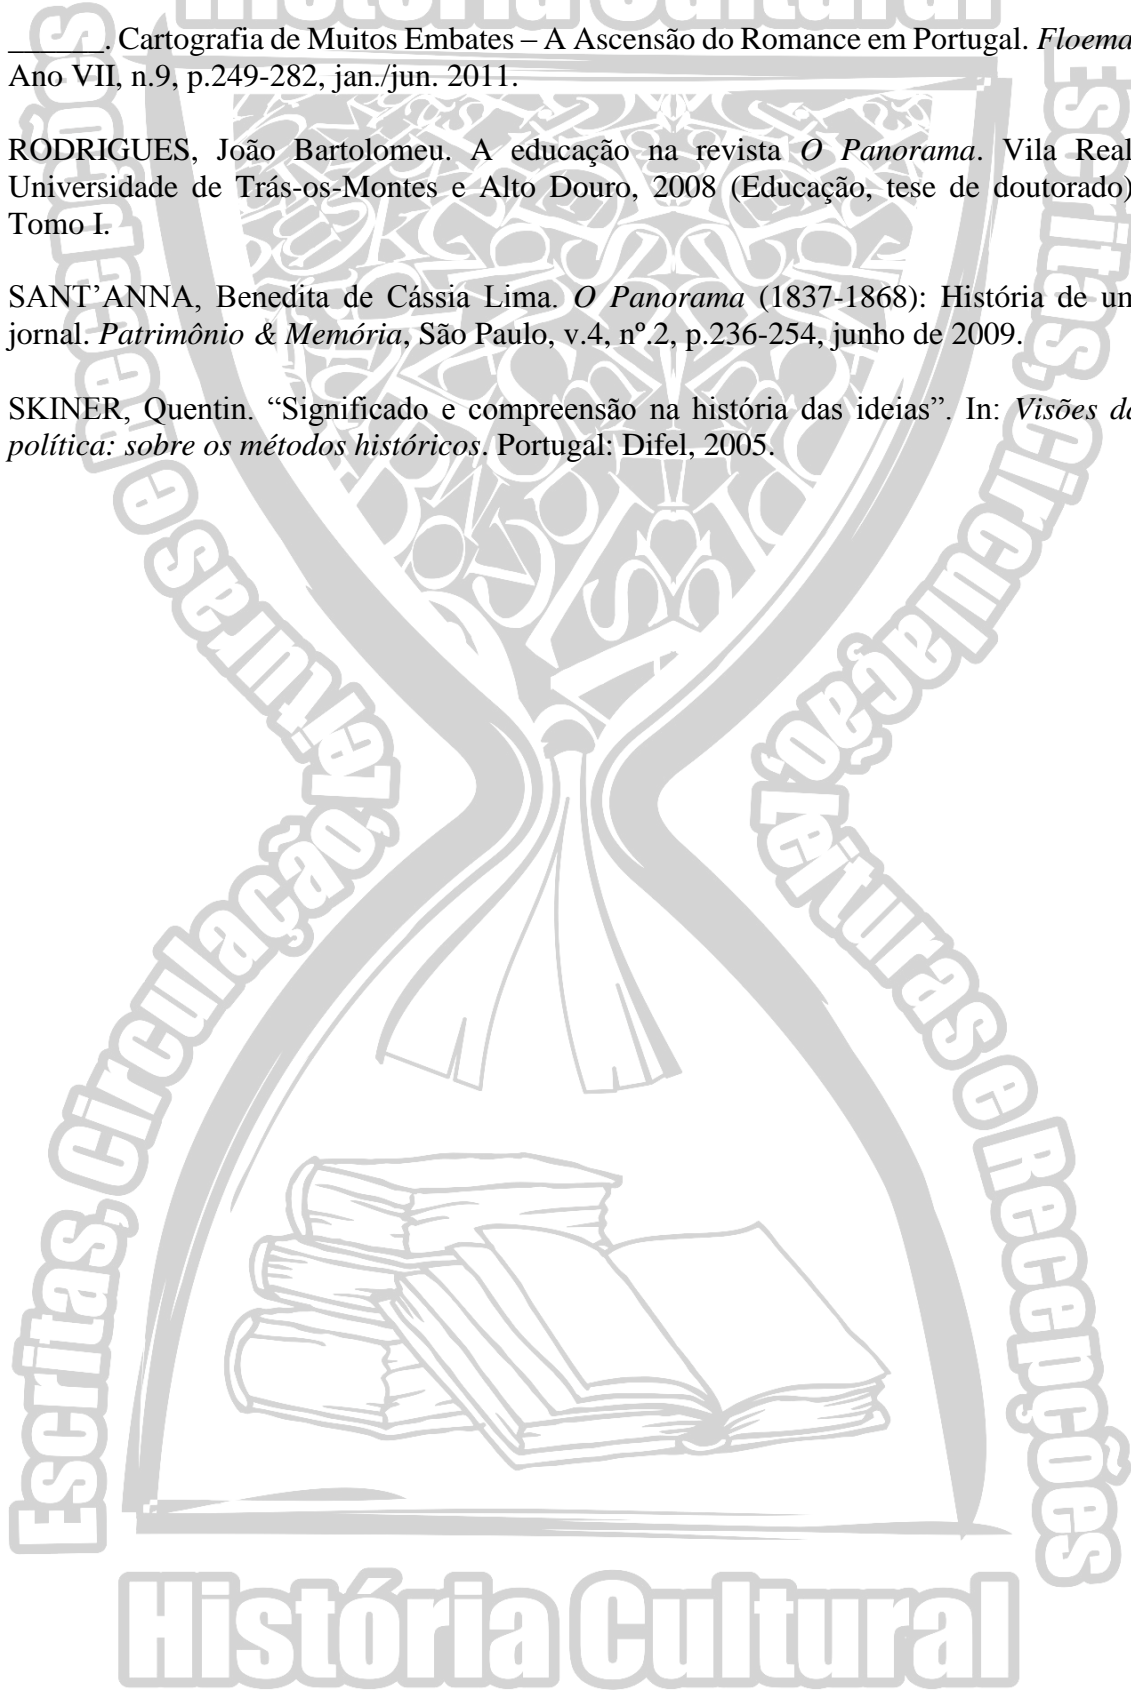 História Cultural
______. Cartografia de Muitos Embates – A Ascensão do Romance em Portugal. Floema
Ano VII, n.9, p.249-282, jan./jun. 2011.
RODRIGUES, João Bartolomeu. A educação na revista O Panorama. Vila Real
Universidade de Trás-os-Montes e Alto Douro, 2008 (Educação, tese de doutorado)
Tomo I.
SANT’ANNA, Benedita de Cássia Lima. O Panorama (1837-1868): História de um
jornal. Patrimônio & Memória, São Paulo, v.4, nº.2, p.236-254, junho de 2009.
SKINER, Quentin. “Significado e compreensão na história das ideias”. In: Visões da
política: sobre os métodos históricos. Portugal: Difel, 2005.
Escritas, Circulação, Leituras e Recepções
Escritas, Circulação, Leituras e Recepções
História Cultural